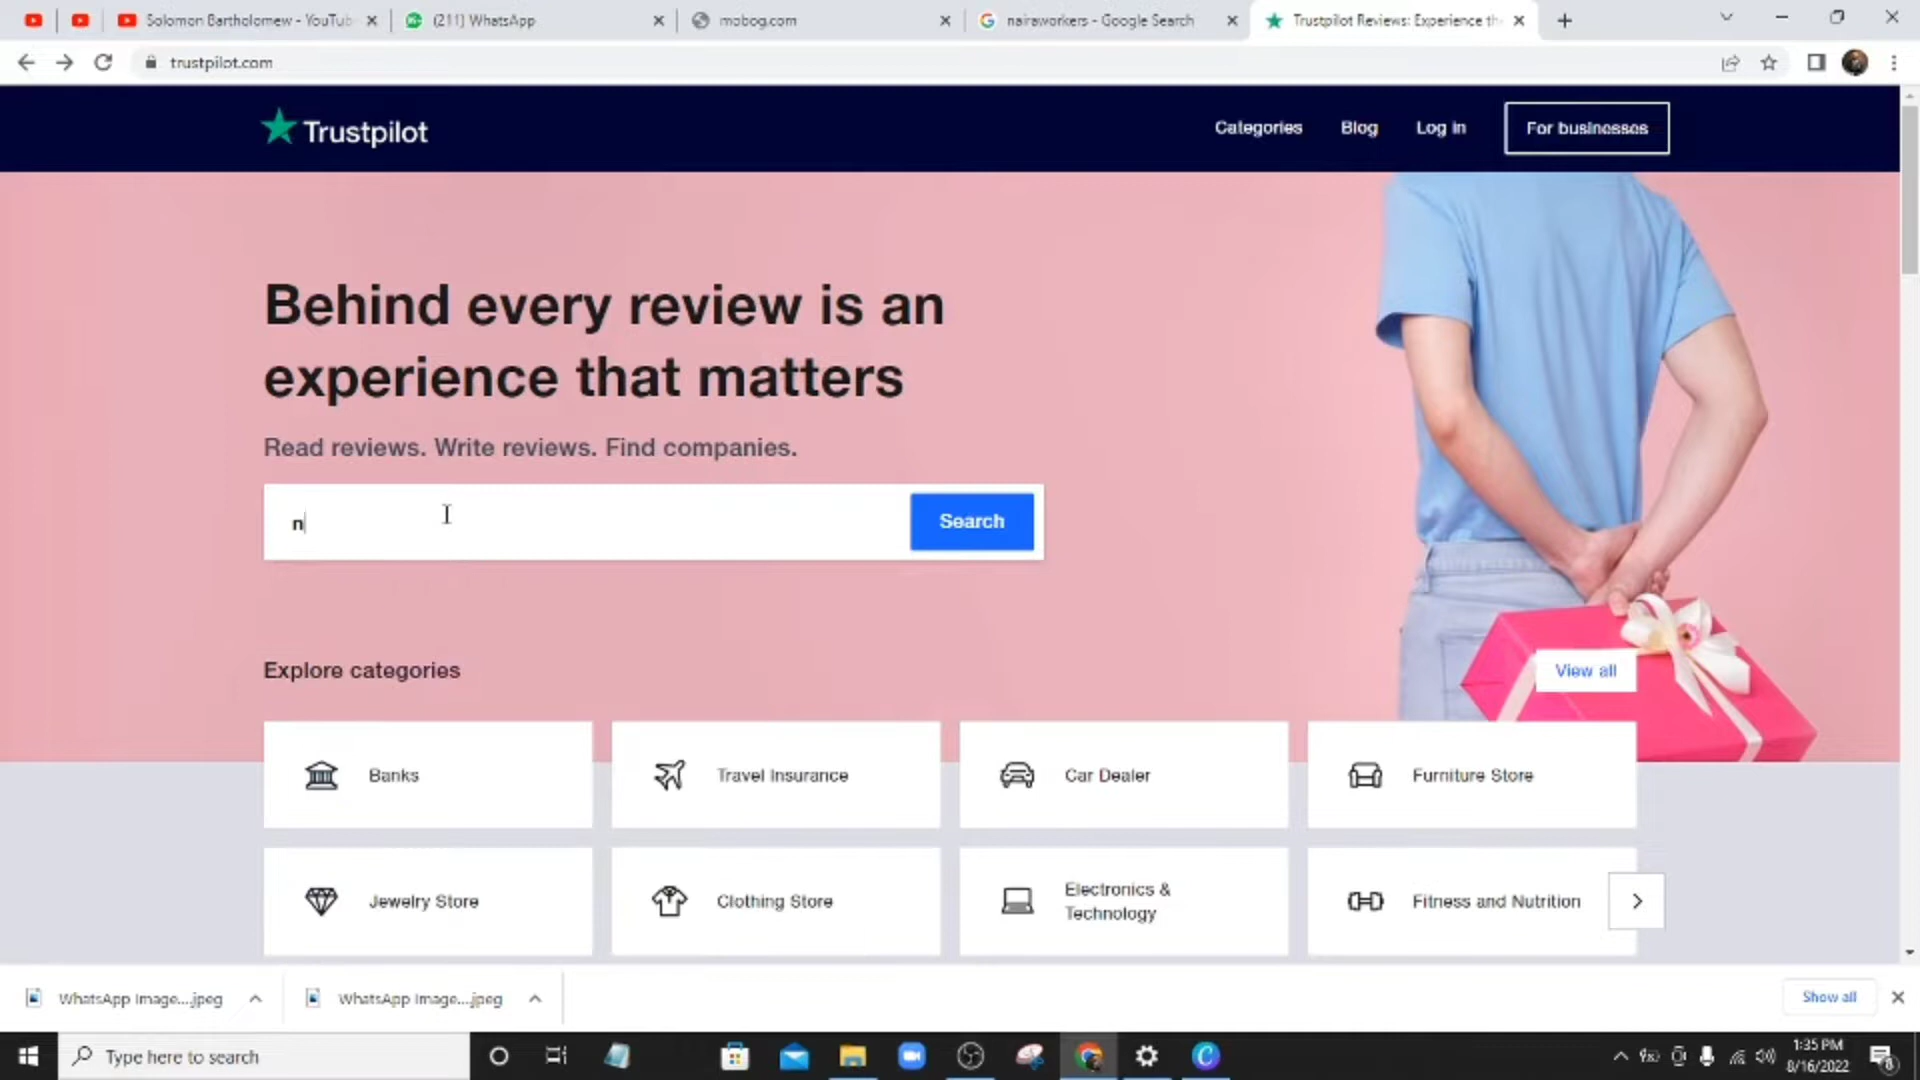 Solomon Bartholomew - YouTub
(211) WhatsApp
mobog.com
nairaworkers - Google Search
Trustpilot Reviews: Experience th
trustpilot.com
Trustpilot
Categories
Blog
Log in
For businesses
Behind every review is an
experience that matters
Read reviews. Write reviews. Find companies.
n
Search
Explore categories
View all
Banks
Travel Insurance
Car Dealer
Furniture Store
Jewelry Store
Clothing Store
Electronics &
Technology
Fitness and Nutrition
WhatsApp Image....jpeg
WhatsApp Image....jpeg
Show all
Type here to search
1:35 PM
8/16/2022